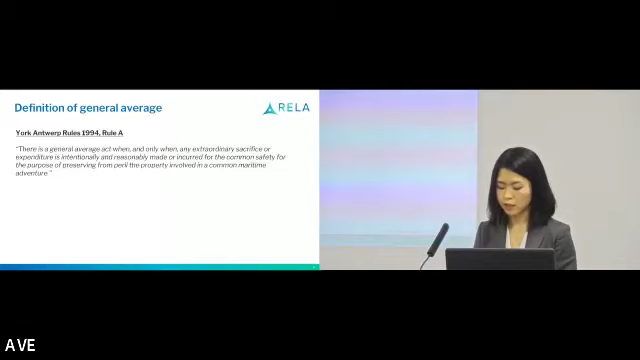 Definition of general average
RELA
York Antwerp Rules 1994, Rule A
"There is a general average act when, and only when, any extraordinary sacrifice or
expenditure is intentionally and reasonably made or incurred for the common safety for
the purpose of preserving from peril the property involved in a common maritime
adventure "
AVE